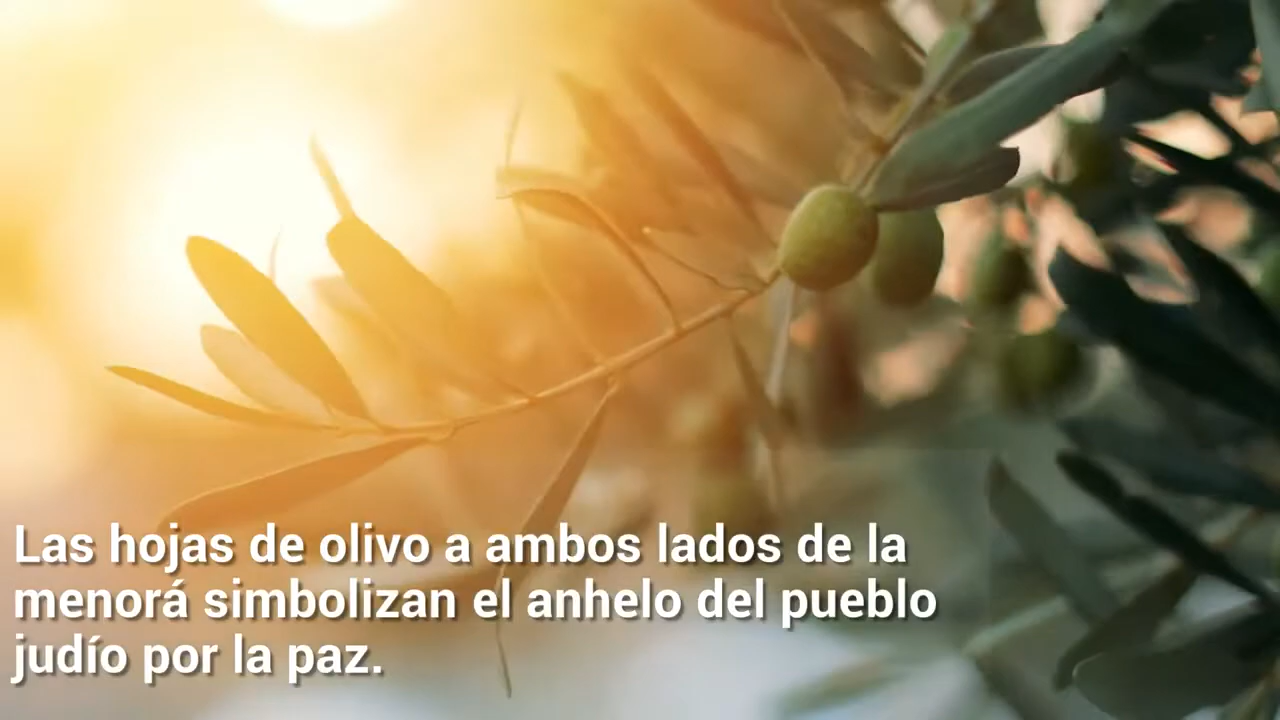 Las hojas de olivo a ambos lados de la
menorá simbolizan el anhelo del pueblo
judío por la paz.